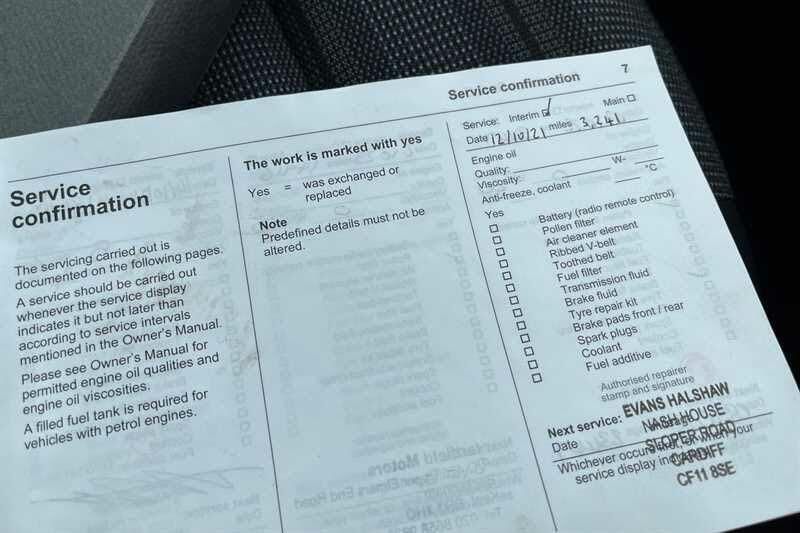 Service confirmation 7
Service
confirmation
The servicing carried out is
documented on the following pages.
A service should be carried out
whenever the service display
indicates it but not later than
according to service intervals
mentioned in the Owner's Manual.
Please see Owner's Manual for
permitted engine oil qualities and
engine oil viscosities.
A filled fuel tank is required for
vehicles with petrol engines.
The work is marked with yes
Yes = was exchanged or
replaced
Note
Predefined details must not be
altered.
Service: Interim Main
Date 12/10/21 miles 3,241
Engine oil
Quality:
Viscosity: W-
Anti-freeze, coolant °C
Yes
Battery (radio remote control)
Pollen filter
Air cleaner element
Ribbed V-belt
Toothed belt
Fuel filter
Transmission fluid
Brake fluid
Tyre repair kit
Brake pads front / rear
Spark plugs
Coolant
Fuel additive
Authorised repairer
stamp and signature
Next service:
Date
Whichever occurs first, or when your
service display indicates
EVANS HALSHAW
NASH HOUSE
SLOPER ROAD
CARDIFF
CF11 8SE